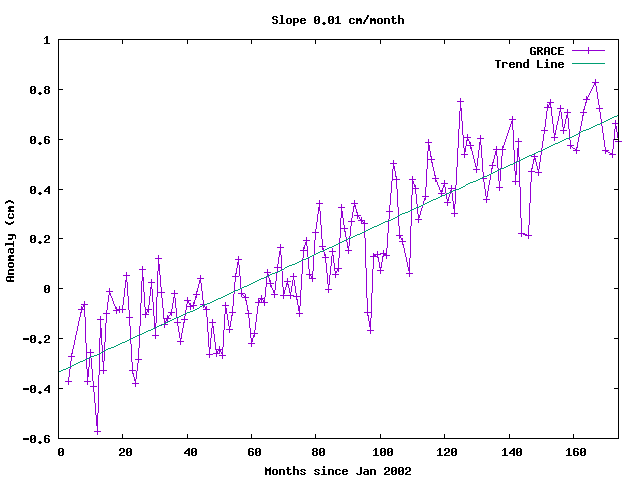 Slope 0.01 cm/month
GRACE
Trend Line
1
0.8
0.6
0.4
0.2
0
-0.2
-0.4
-0.6
Anomaly (cm)
0 20 40 60 80 100 120 140 160
Months since Jan 2002